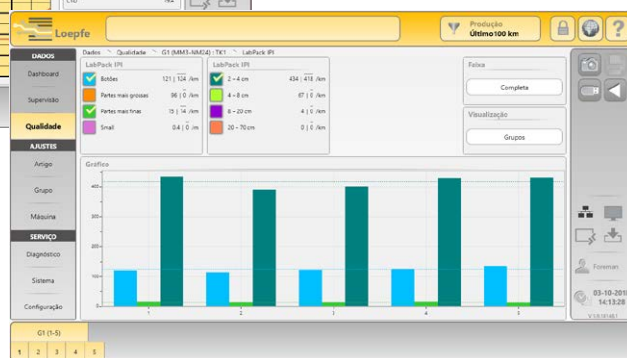 Loepfe
Produção
Último100 km
DADOS
Dashboard
Supervisão
Qualidade
AJUSTES
Artigo
Grupo
Máquina
SERVIÇO
Diagnóstico
Sistema
Configuração
Dados Qualidade G1 (MM3-NM24) | TK1 LabPack IPI
LabPack IPI
Botões 121 | 124 /km
Partes mais grossas 96 | 0 /km
Partes mais finas 15 | 14 /km
Small 0.4 | 0 /m
LabPack IPI
2 – 4 cm 434 | 418 /km
4 – 8 cm 67 | 0 /km
8 – 20 cm 4 | 0 /km
20 – 70 cm 0 | 0 /km
Faixa
Completa
Visualização
Grupos
Gráfico
400
300
200
100
0
1 2 3 4 5
Foreman
03-10-2018
14:13:28
G1 (1-5)
1 2 3 4 5